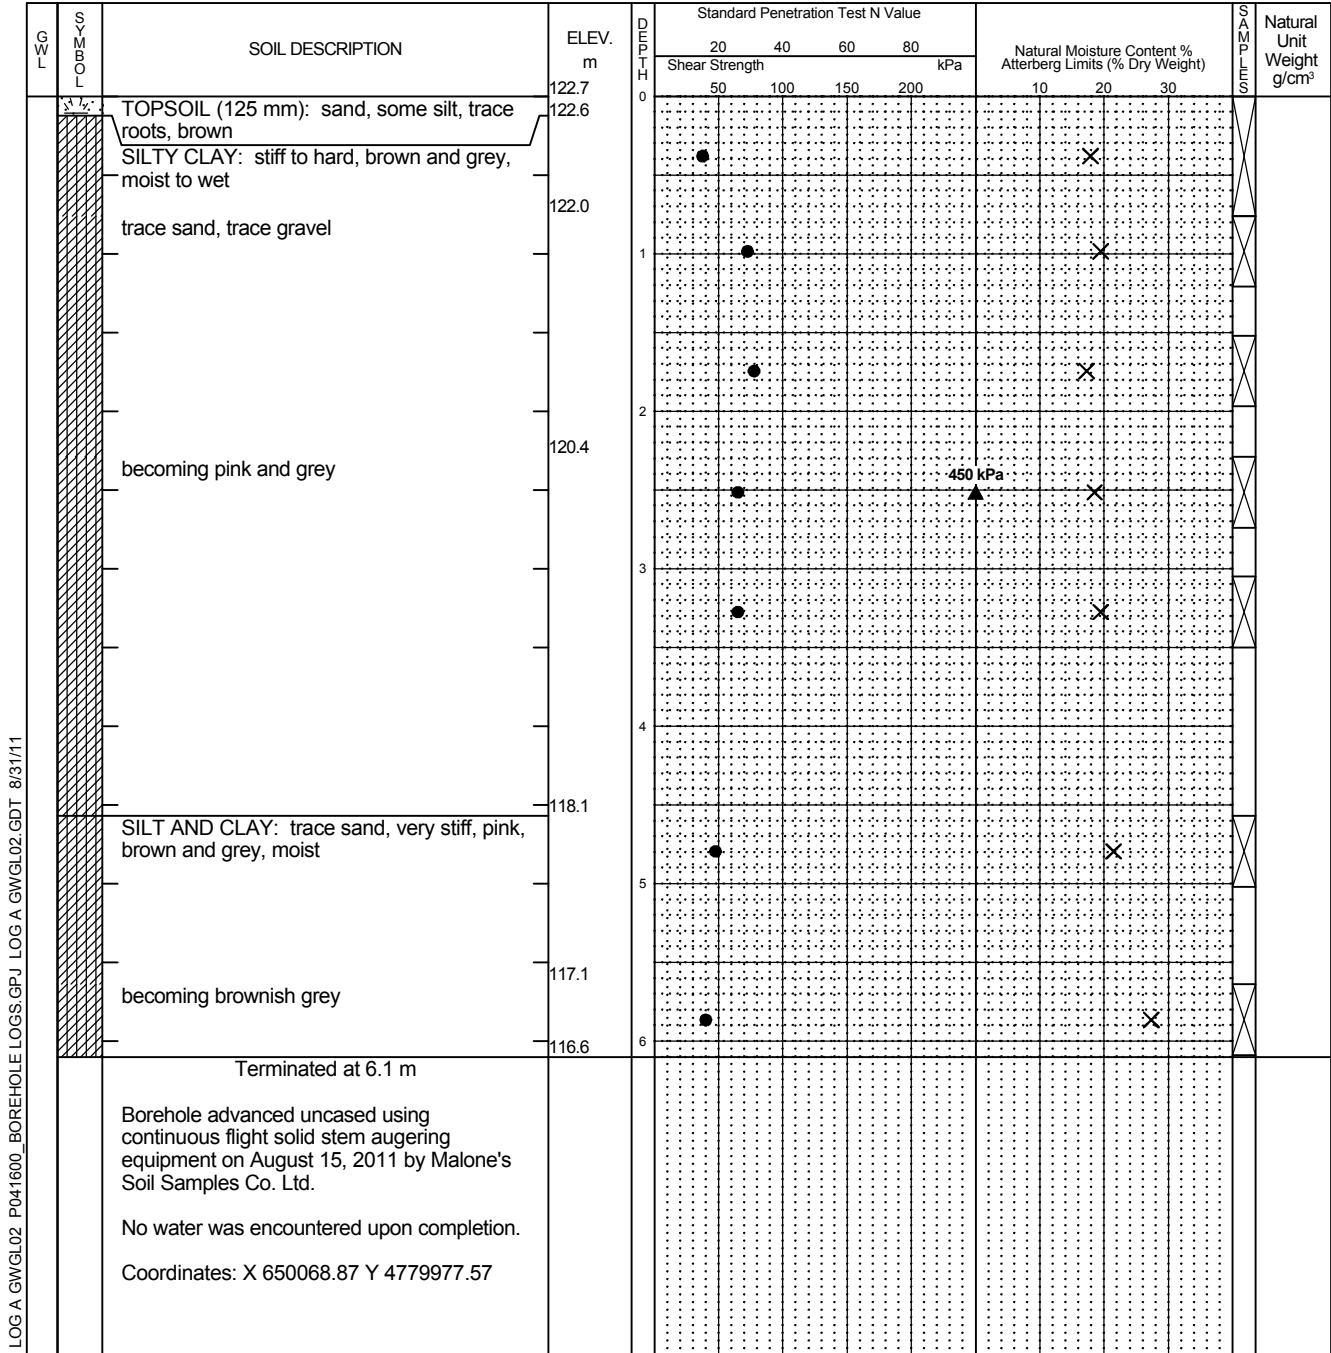 GWL
SYMBOL
SOIL DESCRIPTION
ELEV.
m
DEPTH
Standard Penetration Test N Value
20 40 60 80
Shear Strength kPa
50 100 150 200
Natural Moisture Content %
Atterberg Limits (% Dry Weight)
10 20 30
SAMPLES
Natural
Unit
Weight
g/cm³
122.7
0
TOPSOIL (125 mm): sand, some silt, trace
roots, brown
122.6
SILTY CLAY: stiff to hard, brown and grey,
moist to wet
122.0
trace sand, trace gravel
1
2
120.4
becoming pink and grey
450 kPa
3
4
118.1
SILT AND CLAY: trace sand, very stiff, pink,
brown and grey, moist
5
117.1
becoming brownish grey
116.6
6
Terminated at 6.1 m
Borehole advanced uncased using
continuous flight solid stem augering
equipment on August 15, 2011 by Malone's
Soil Samples Co. Ltd.
No water was encountered upon completion.
Coordinates: X 650068.87 Y 4779977.57
LOG A GWGL02 P041600_BOREHOLE LOGS.GPJ LOG A GWGL02.GDT 8/31/11